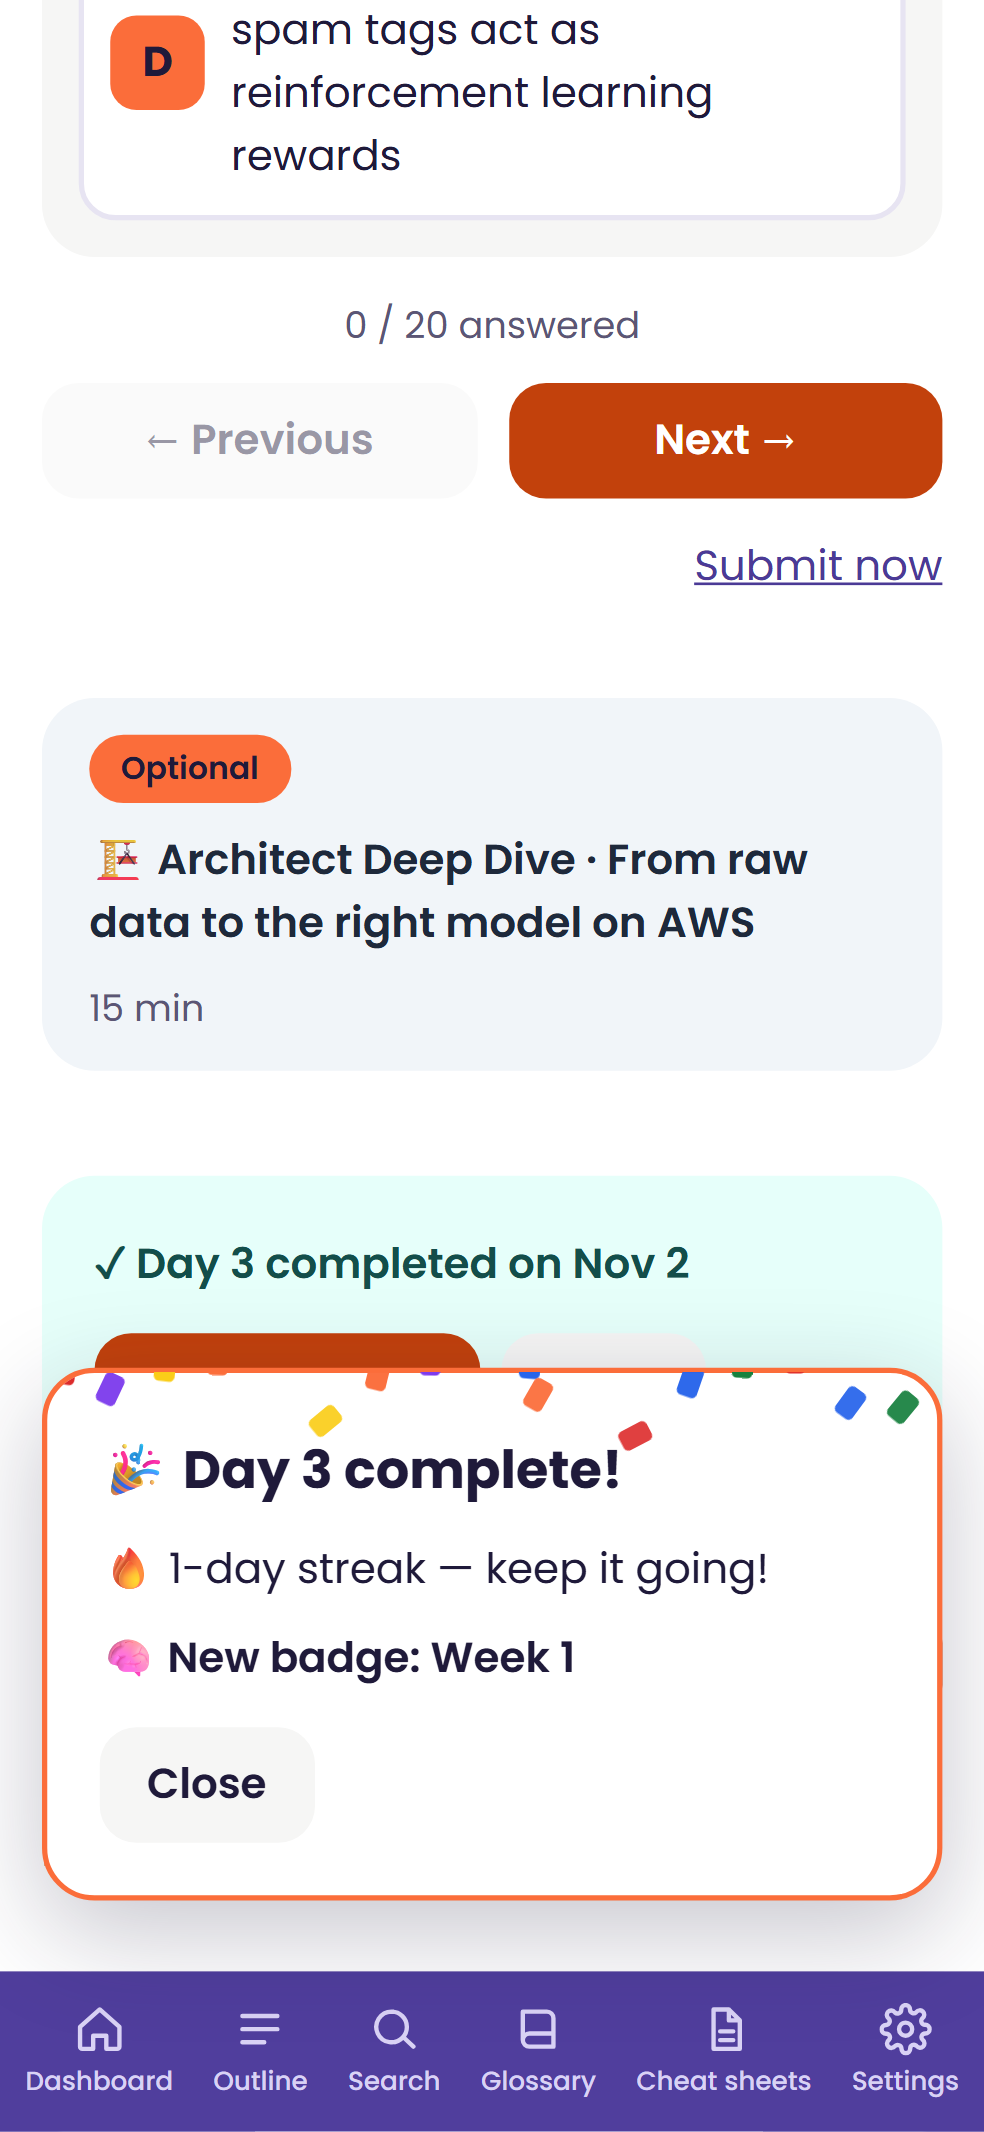 D
spam tags act as
reinforcement learning
rewards
0 / 20 answered
← Previous
Next →
Submit now
Optional
🏗️ Architect Deep Dive · From raw
data to the right model on AWS
15 min
✓ Day 3 completed on Nov 2
🎉 Day 3 complete!
🔥 1-day streak — keep it going!
🧠 New badge: Week 1
Close
Dashboard
Outline
Search
Glossary
Cheat sheets
Settings